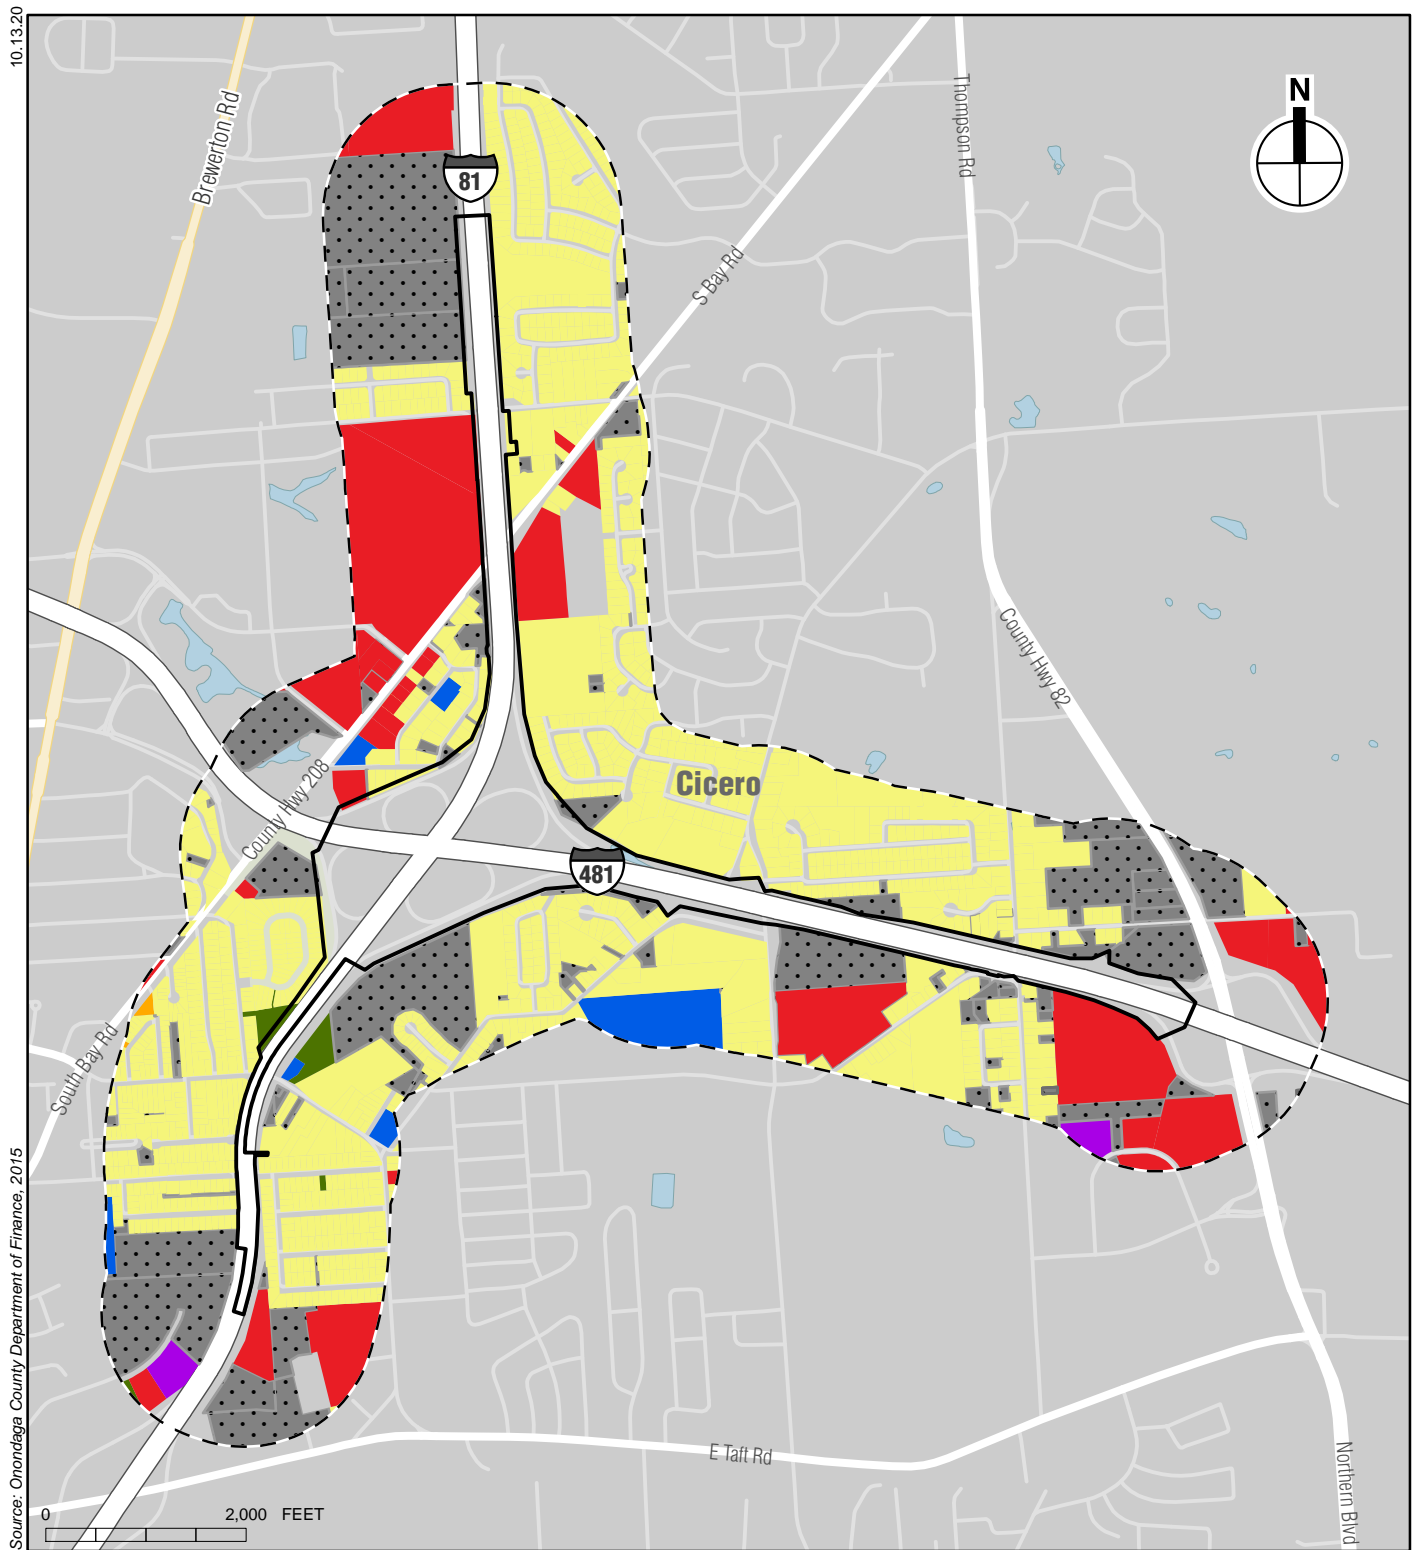 10.13.20
Brewerton Rd
81
Thompson Rd
N
S Bay Rd
County Hwy 82
Cicero
County Hwy 208
481
South Bay Rd
E Taft Rd
Northern Blvd
0 2,000 FEET
Source: Onondaga County Department of Finance, 2015